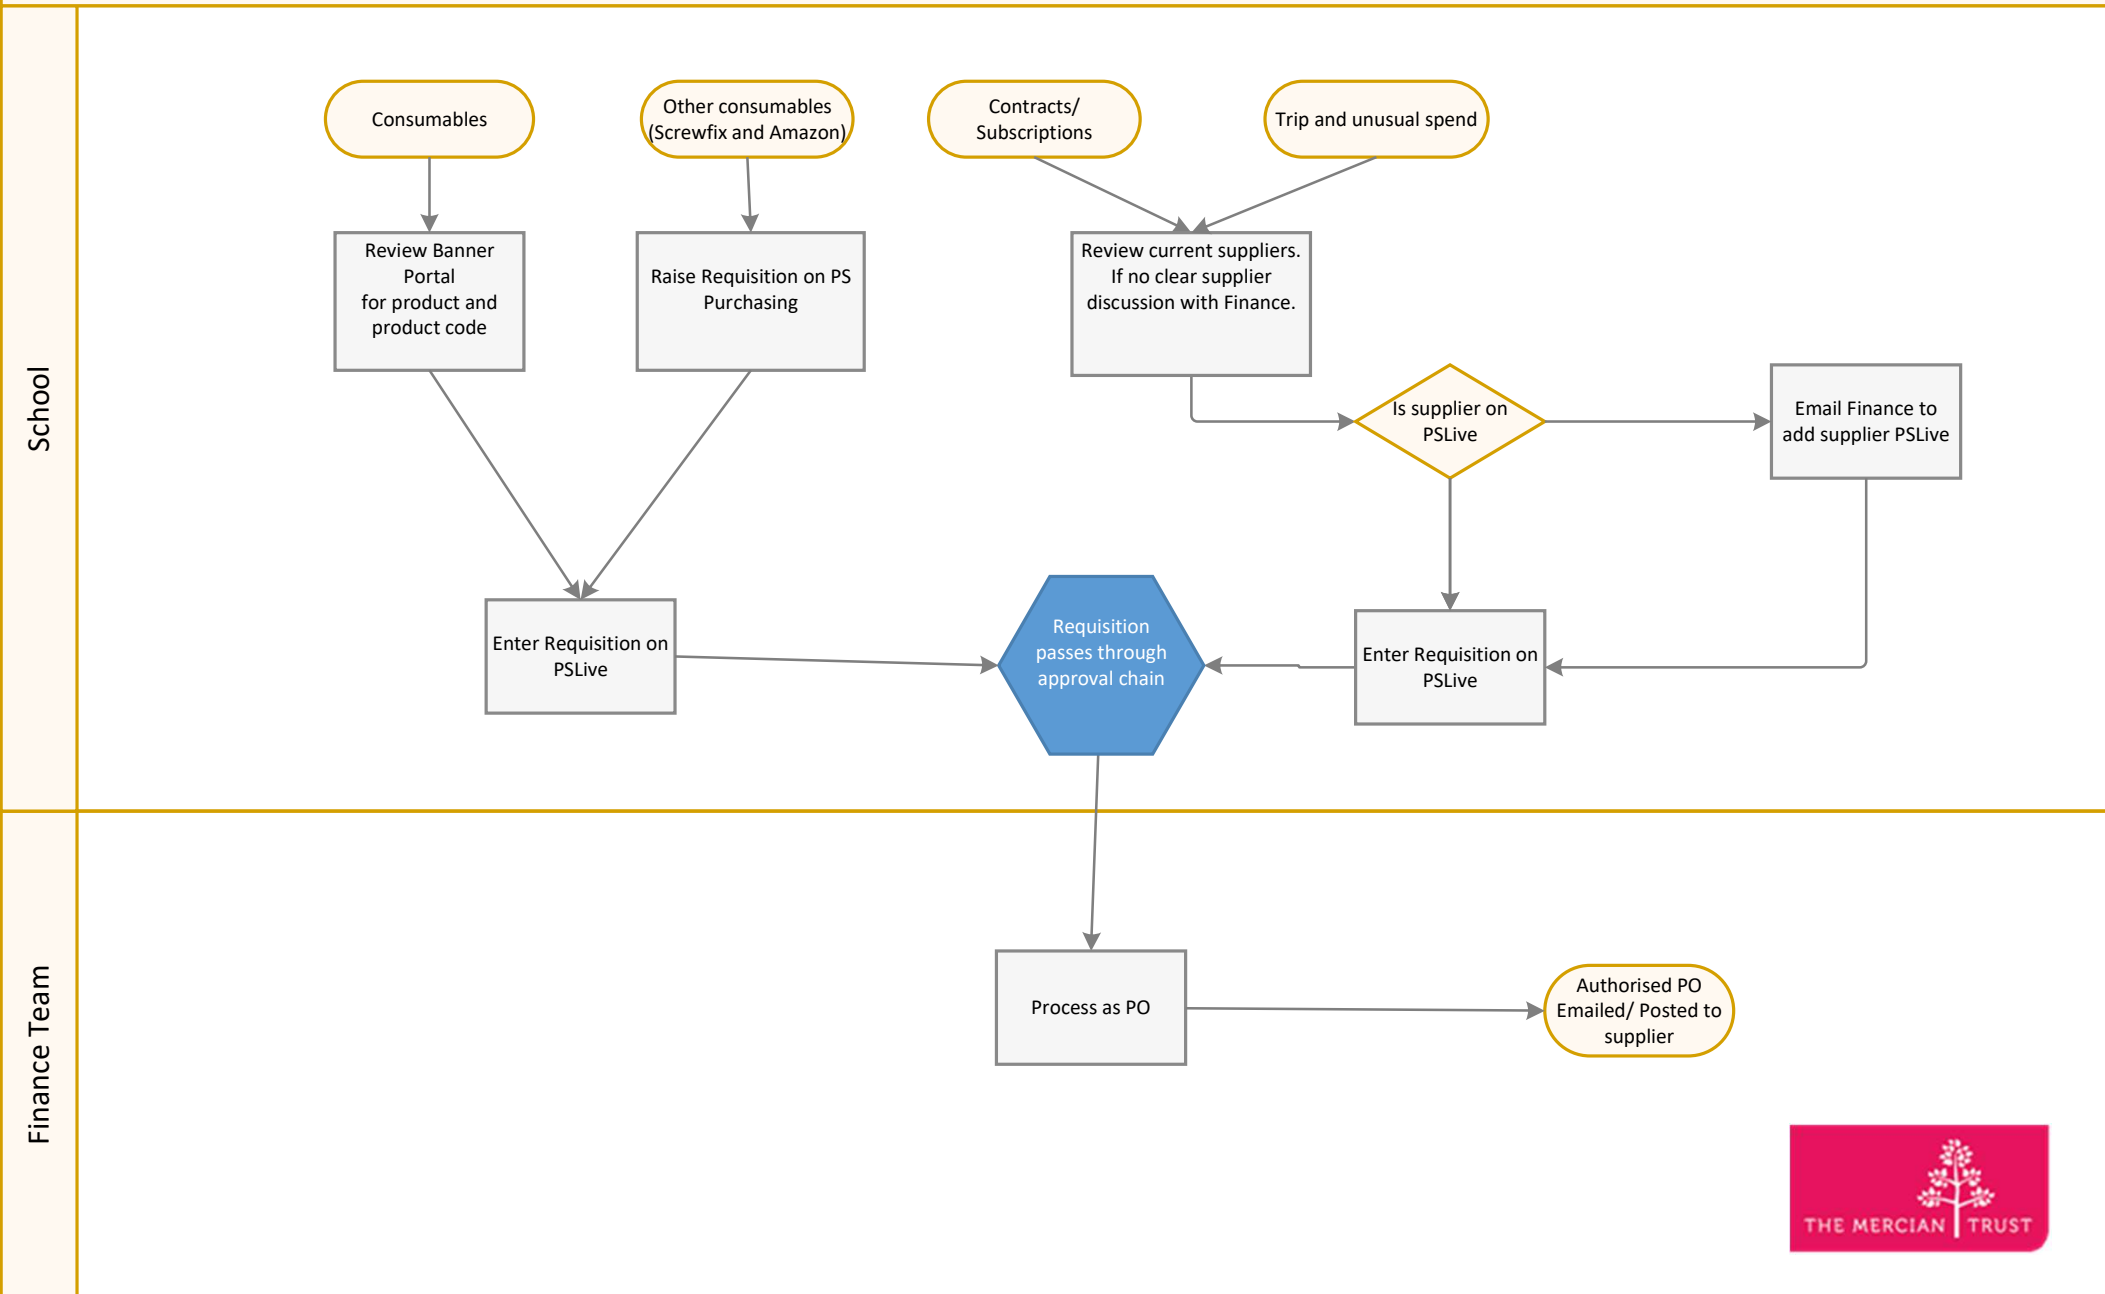 School
Consumables
Other consumables
(Screwfix and Amazon)
Contracts/
Subscriptions
Trip and unusual spend
Review Banner
Portal
for product and
product code
Raise Requisition on PS
Purchasing
Review current suppliers.
If no clear supplier
discussion with Finance.
Is supplier on
PSLive
Email Finance to
add supplier PSLive
Enter Requisition on
PSLive
Requisition
passes through
approval chain
Enter Requisition on
PSLive
Finance Team
Process as PO
Authorised PO
Emailed/ Posted to
supplier
THE MERCIAN TRUST